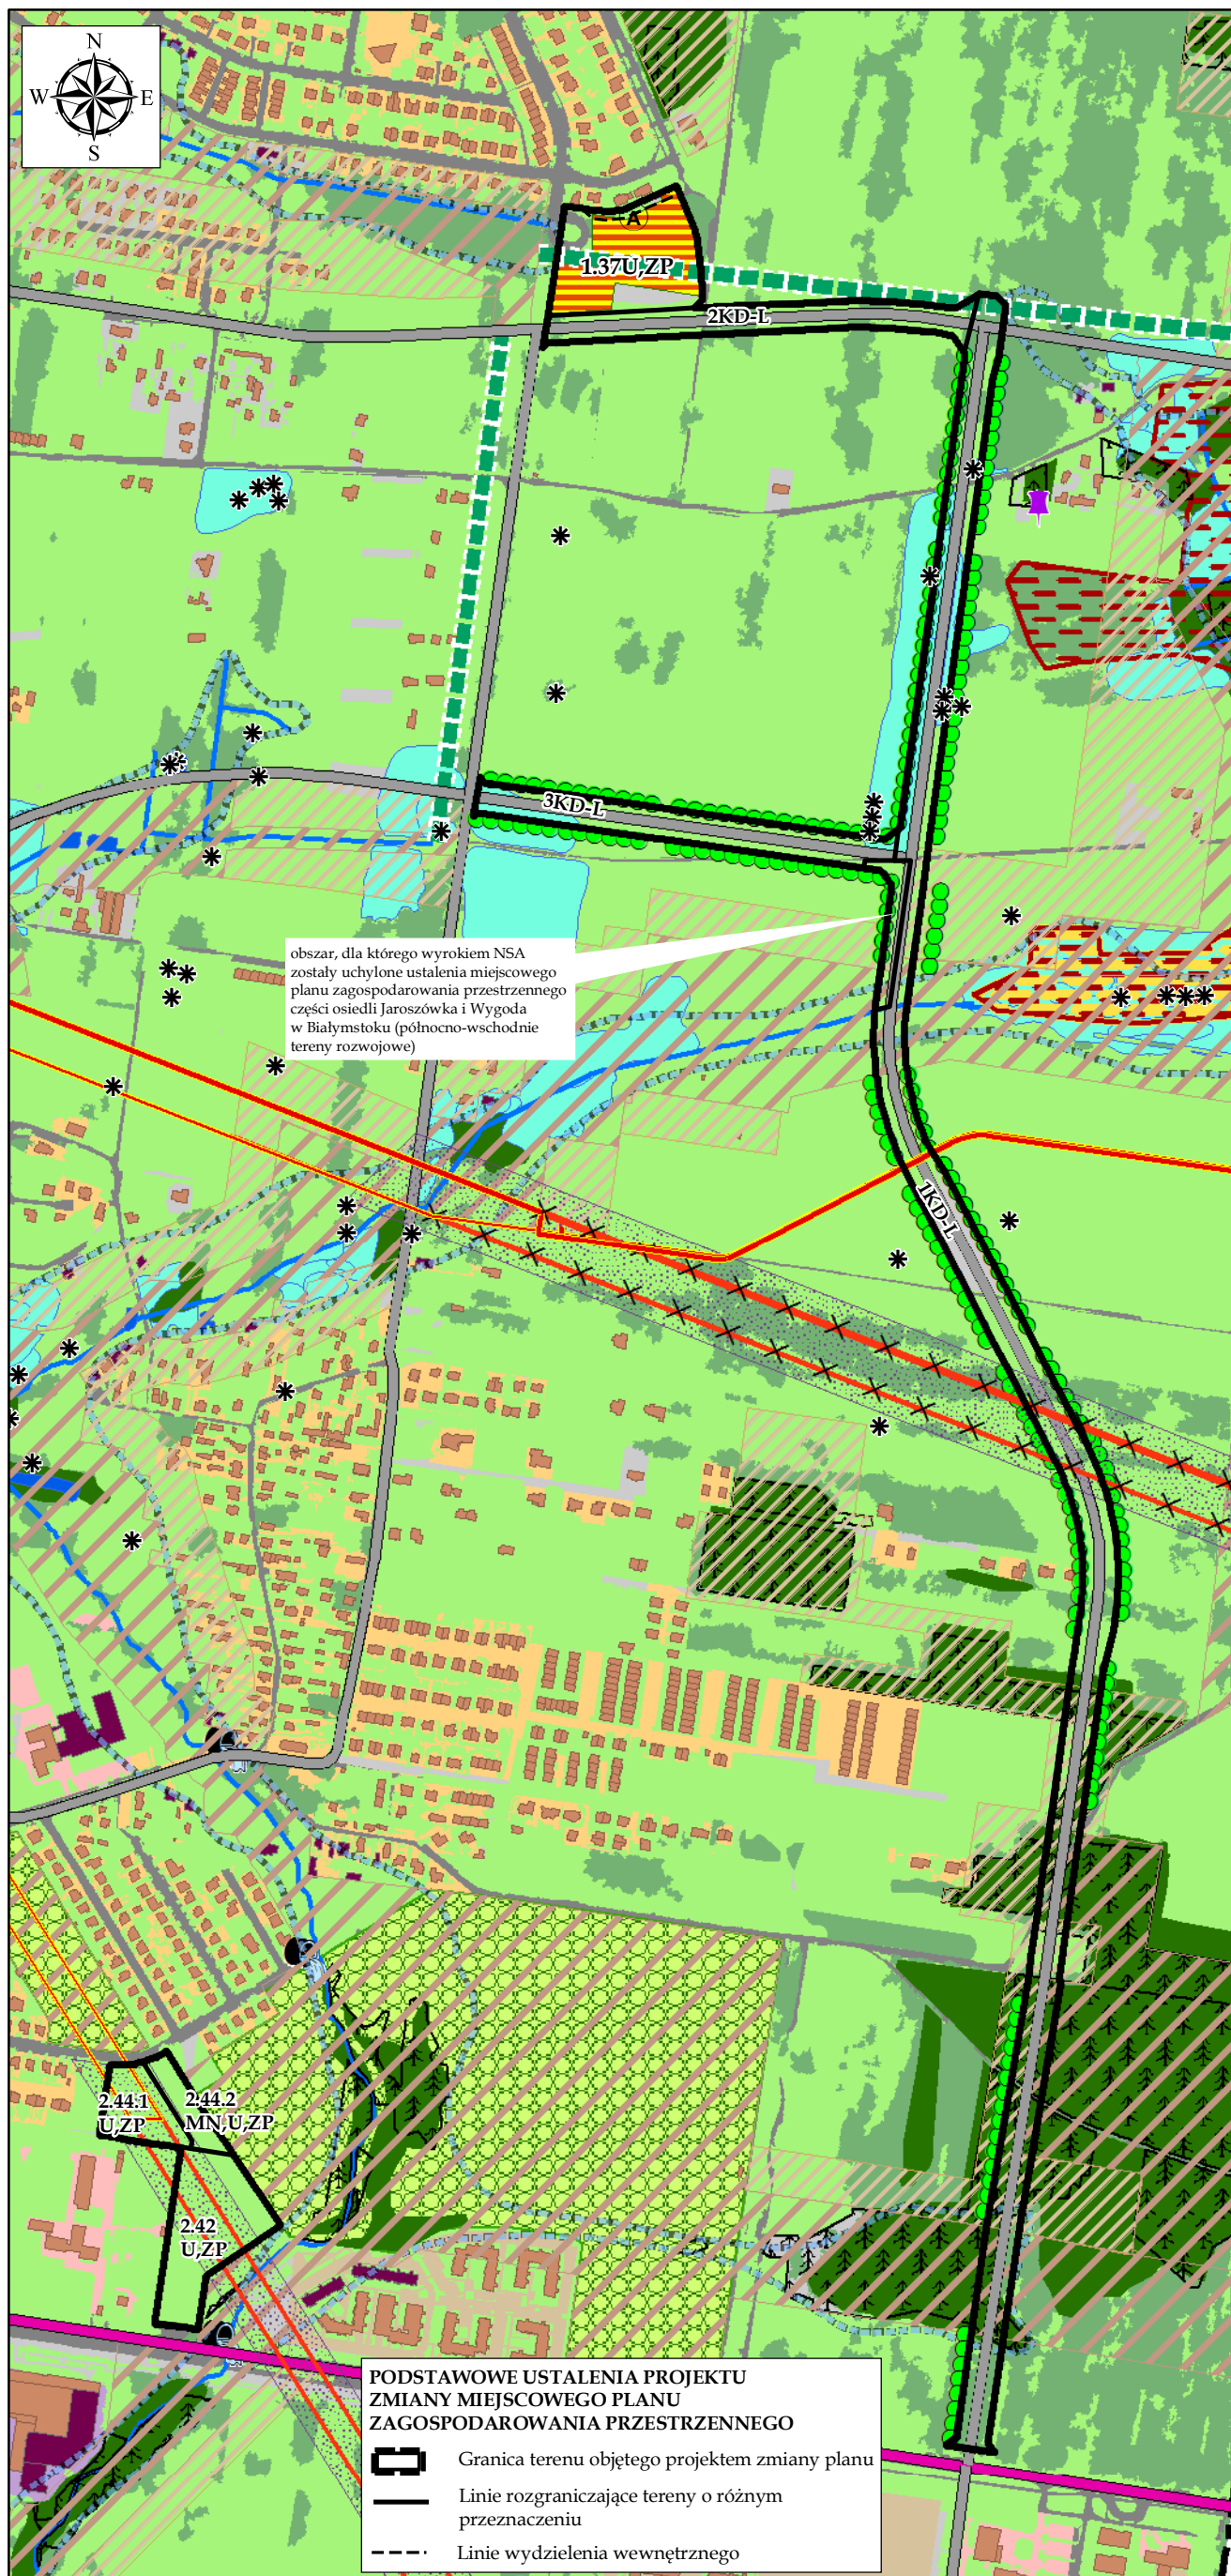 N
W E
S
A
1.37U,ZP
2KD-L
3KD-L
obszar, dla którego wyrokiem NSA
zostały uchylone ustalenia miejscowego
planu zagospodarowania przestrzennego
części osiedli Jaroszówka i Wygoda
w Białymstoku (północno-wschodnie
tereny rozwojowe)
1KD-L
2.44.1
U,ZP
2.44.2
MN,U,ZP
2.42
U,ZP
PODSTAWOWE USTALENIA PROJEKTU
ZMIANY MIEJSCOWEGO PLANU
ZAGOSPODAROWANIA PRZESTRZENNEGO
Granica terenu objętego projektem zmiany planu
Linie rozgraniczające tereny o różnym
przeznaczeniu
Linie wydzielenia wewnętrznego